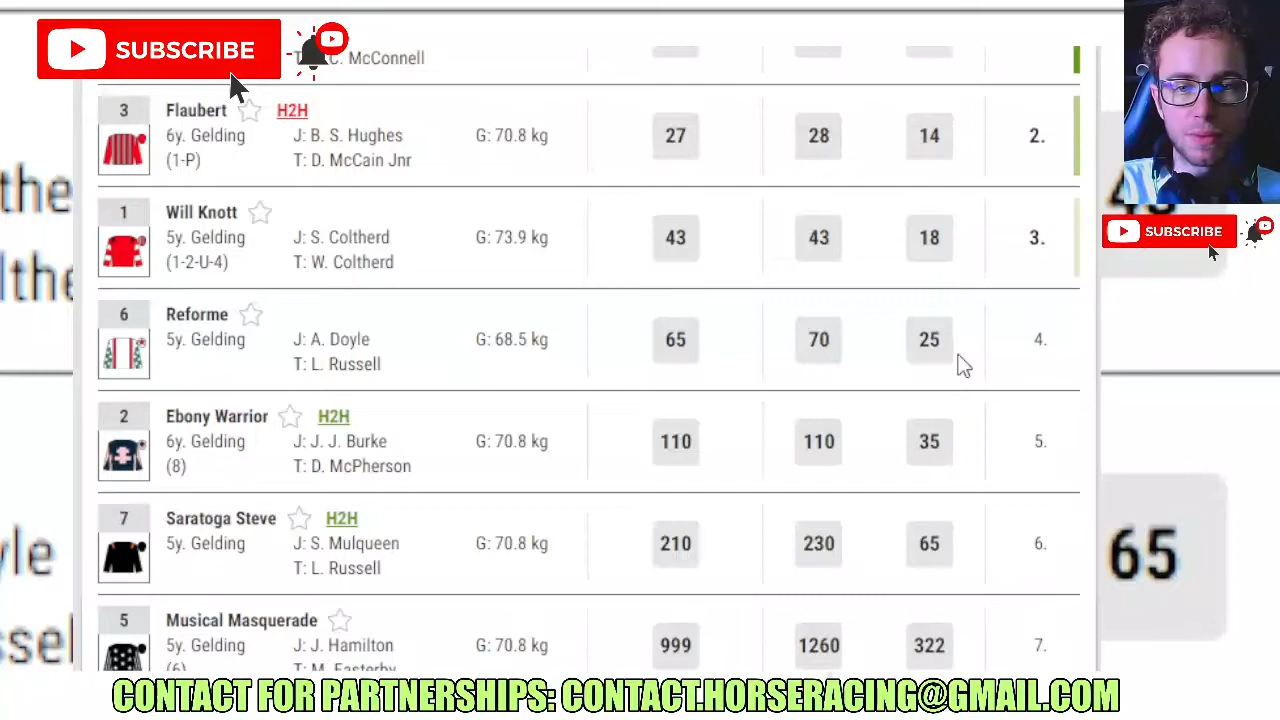 SUBSCRIBE
C. McConnell
3 Flaubert H2H
6y. Gelding J: B. S. Hughes G: 70.8 kg 27 28 14 2.
(1-P) T: D. McCain Jnr
1 Will Knott
5y. Gelding J: S. Coltherd G: 73.9 kg 43 43 18 3.
(1-2-U-4) T: W. Coltherd
SUBSCRIBE
6 Reforme
5y. Gelding J: A. Doyle G: 68.5 kg 65 70 25 4.
T: L. Russell
2 Ebony Warrior H2H
6y. Gelding J: J. J. Burke G: 70.8 kg 110 110 35 5.
(8) T: D. McPherson
7 Saratoga Steve H2H
5y. Gelding J: S. Mulqueen G: 70.8 kg 210 230 65 6.
T: L. Russell
5 Musical Masquerade
5y. Gelding J: J. Hamilton G: 70.8 kg 999 1260 322 7.
(6) T: M. Easterby
the
65
CONTACT FOR PARTNERSHIPS: CONTACT.HORSERACING@GMAIL.COM